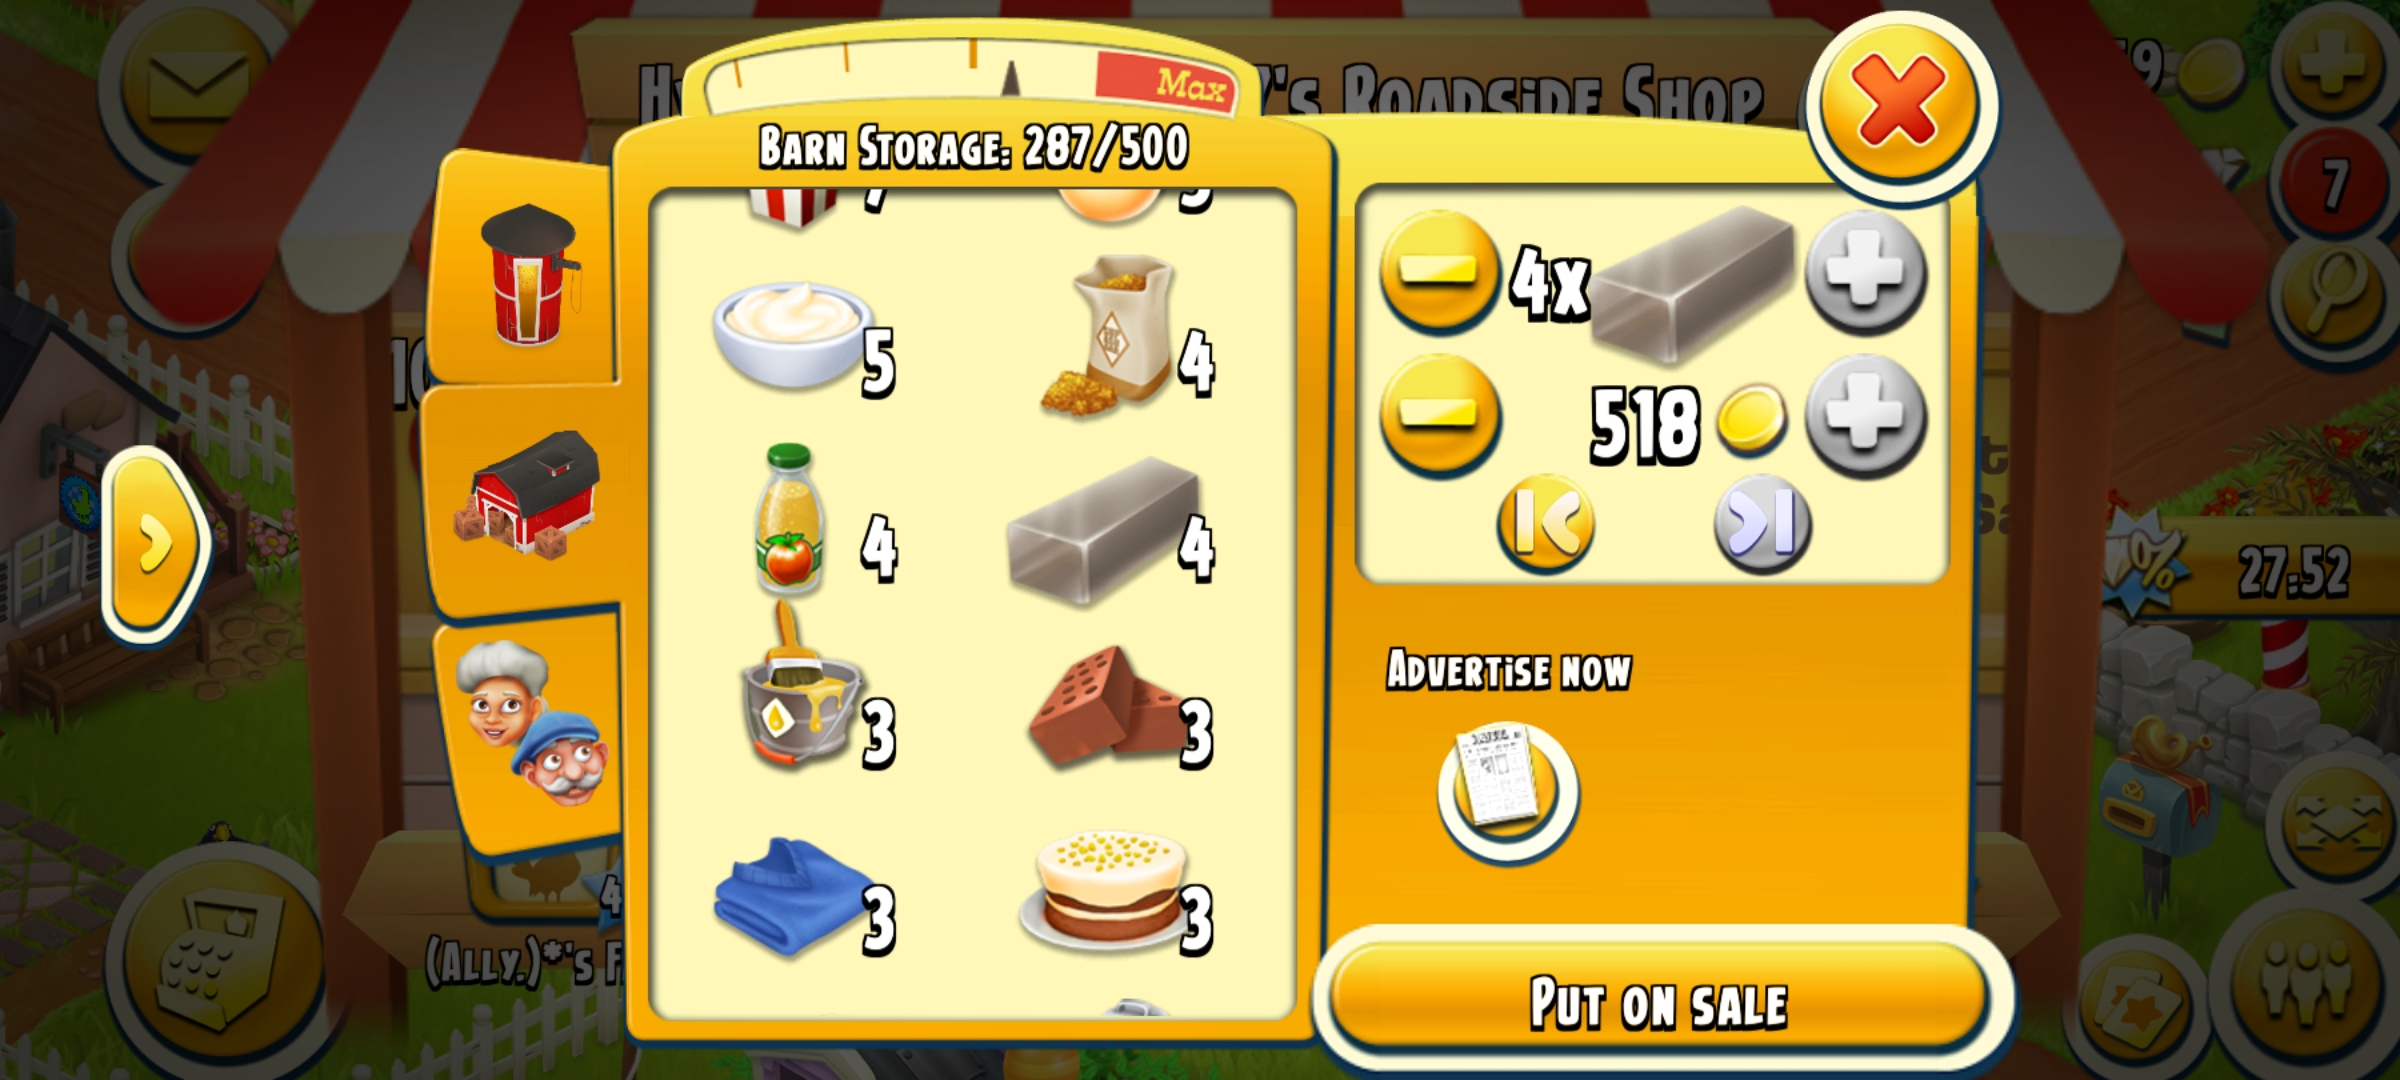 Max
'S ROADSIDE SHOP
BARN STORAGE: 287/500
7
5
4
4x
518
4
4
3
3
3
3
ADVERTISE NOW
27:52
(ALLY.)*'S
PUT ON SALE